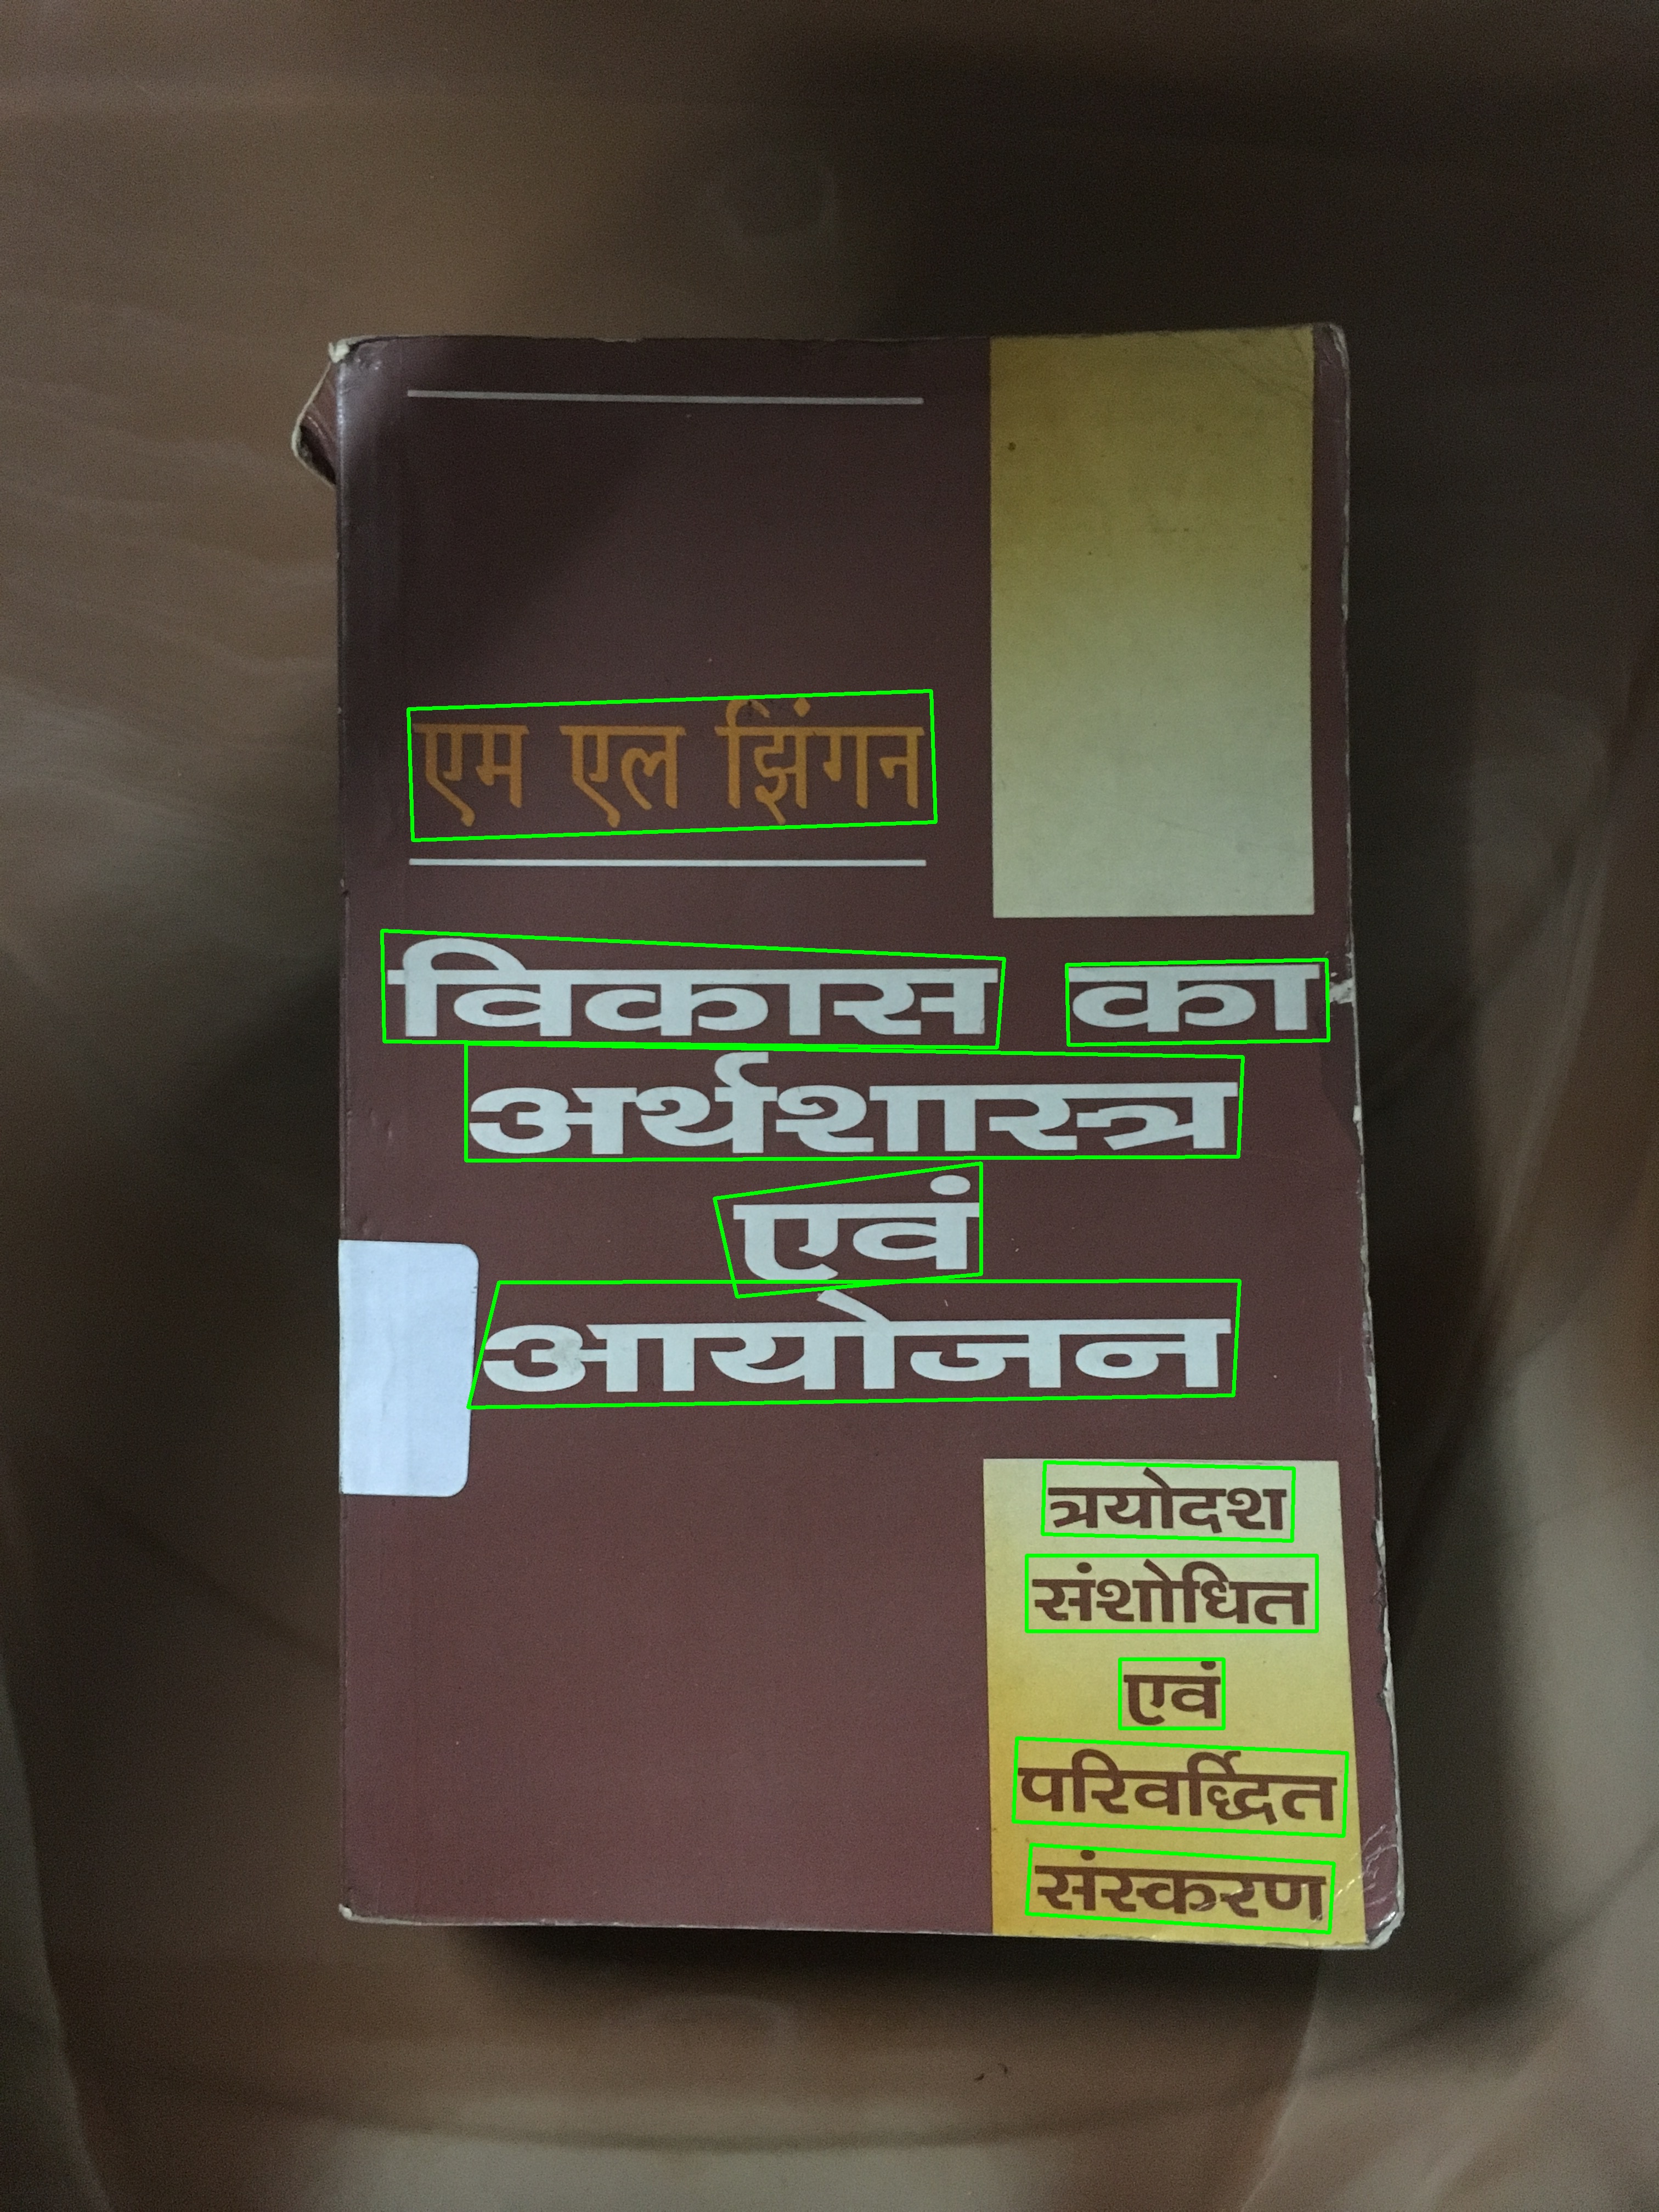 एम एल झिंगन
विकास का
अर्थशास्त्र
एवं
आयोजन
त्रयोदश
संशोधित
एवं
परिवर्द्धित
संस्करण